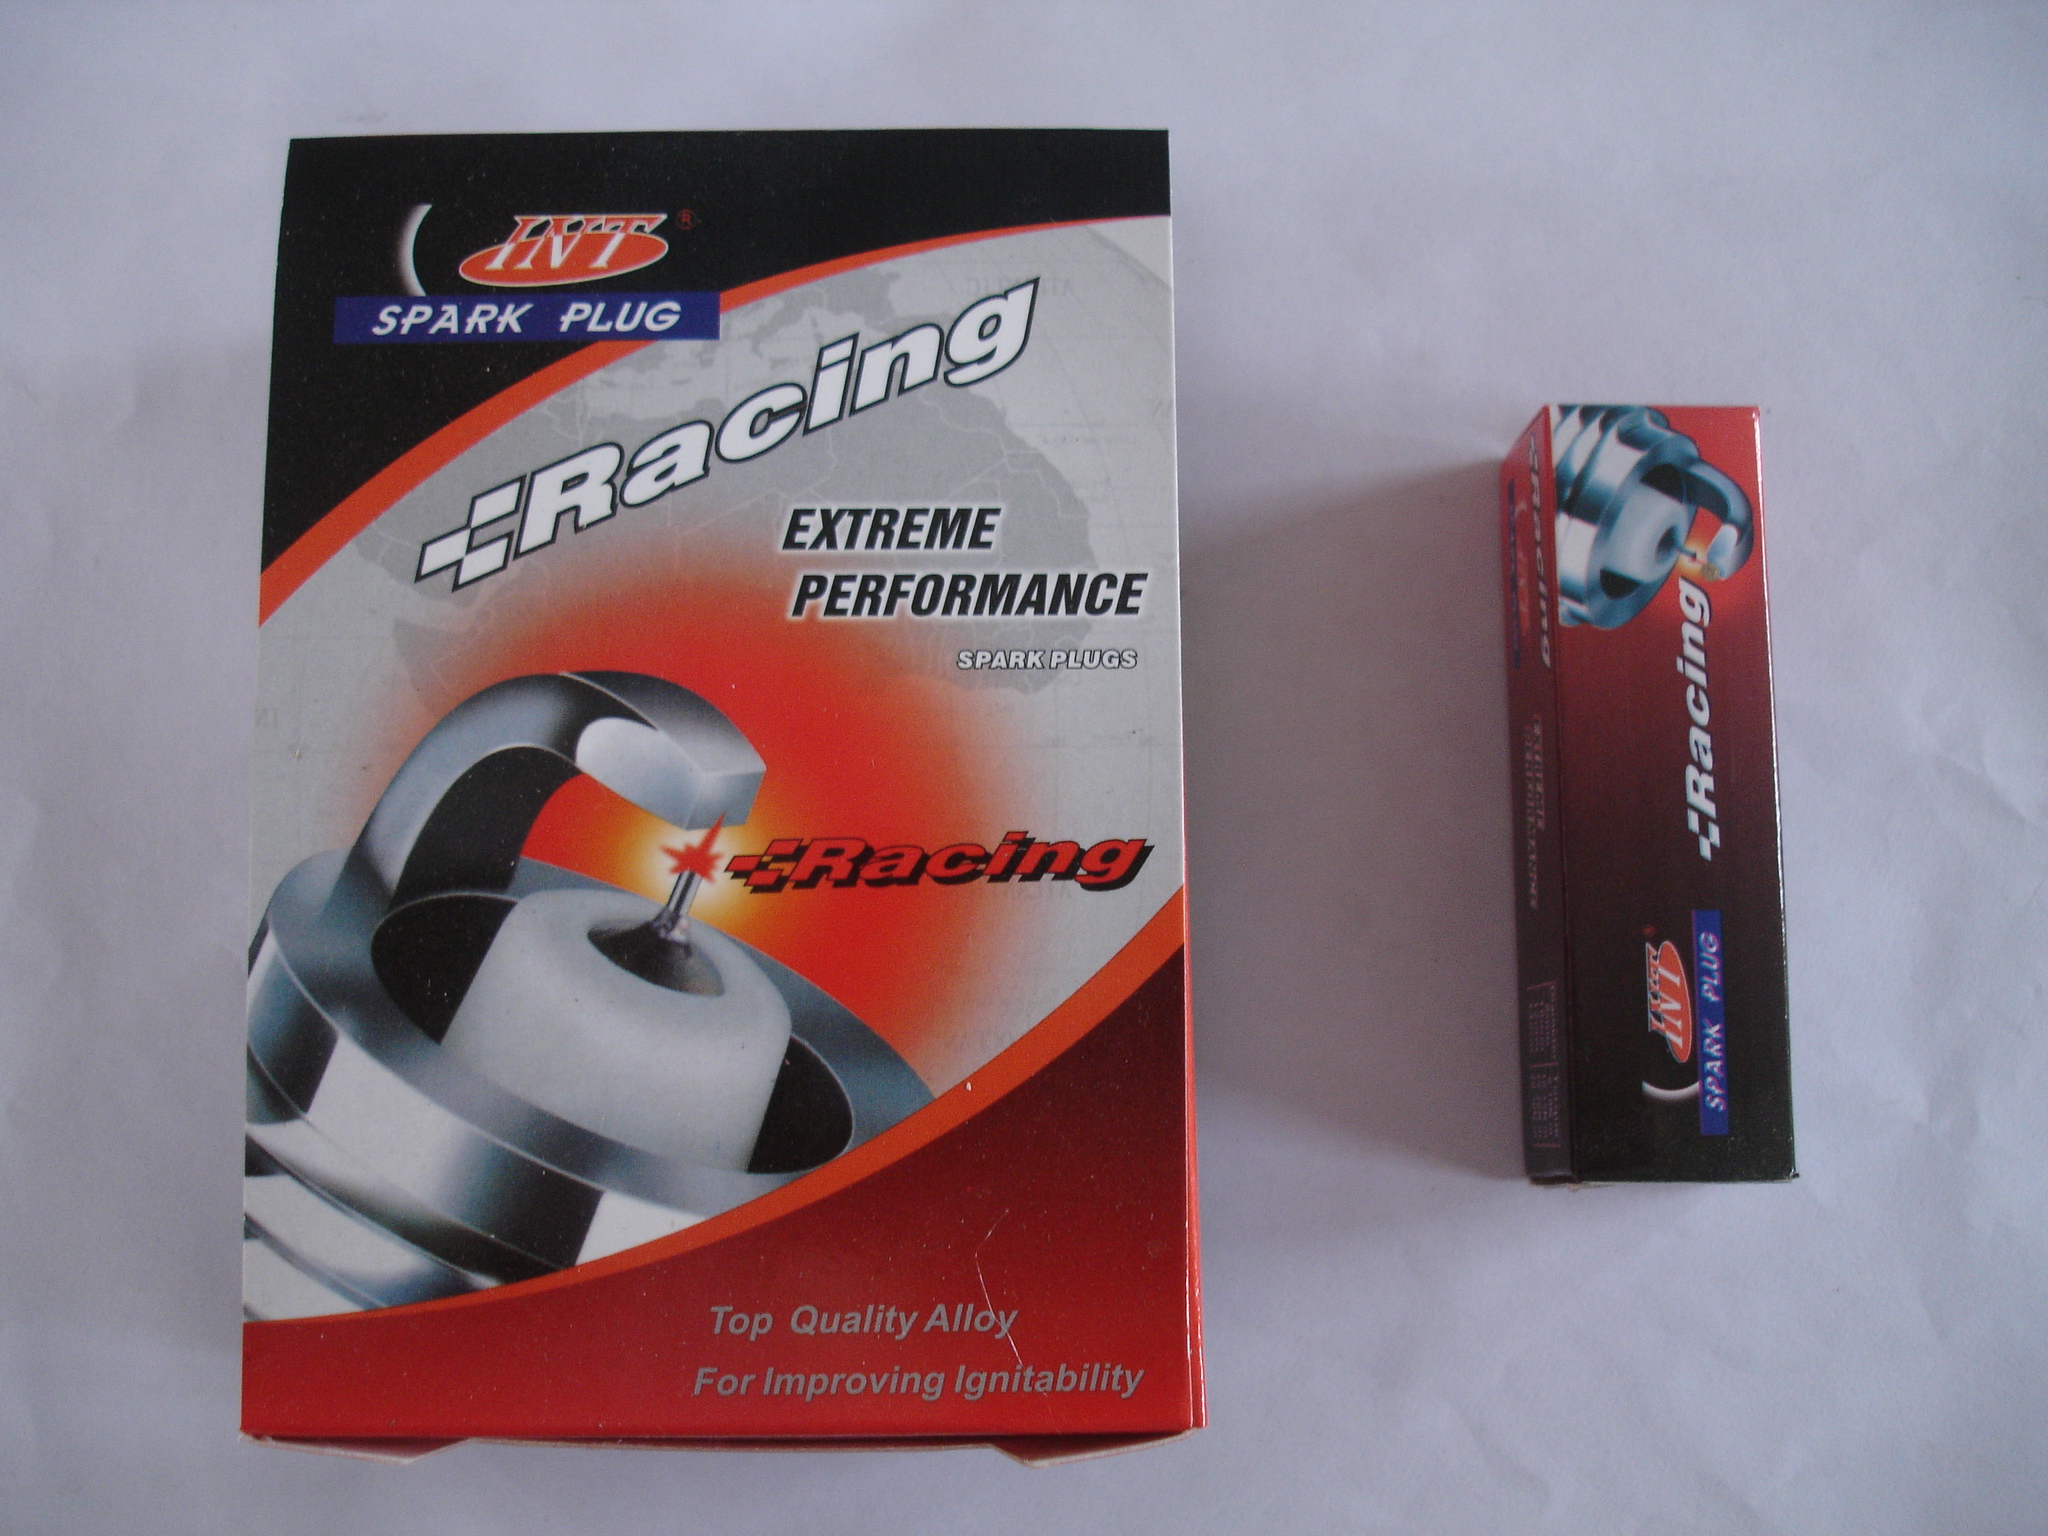 INT ®
SPARK PLUG
Racing
EXTREME
PERFORMANCE
SPARK PLUGS
Racing
Top Quality Alloy
For Improving Ignitability
Racing
INT ®
SPARK PLUG
Racing